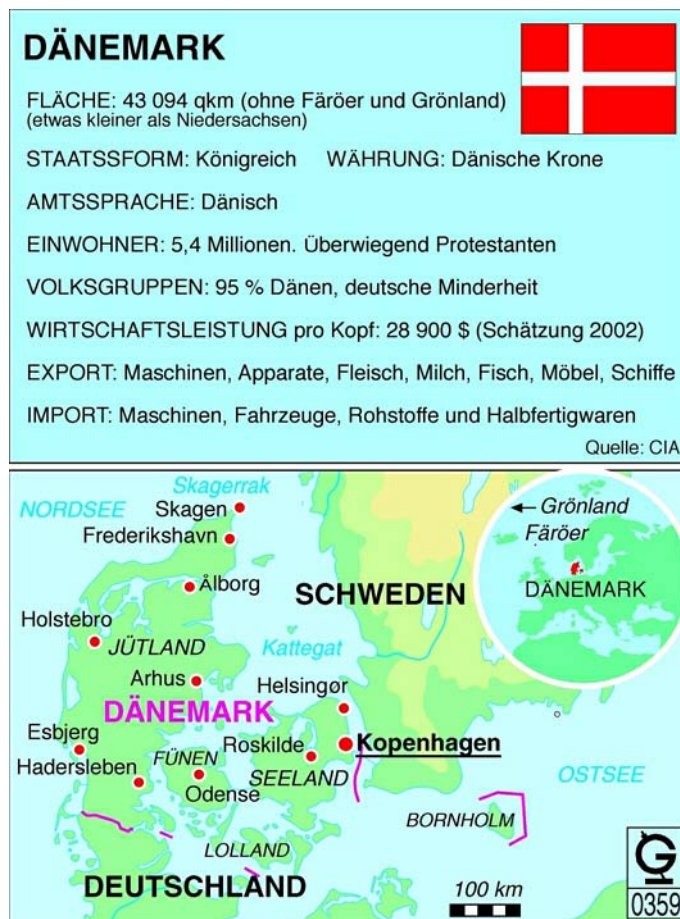 DÄNEMARK
FLÄCHE: 43 094 qkm (ohne Färöer und Grönland)
(etwas kleiner als Niedersachsen)
STAATSSFORM: Königreich WÄHRUNG: Dänische Krone
AMTSSPRACHE: Dänisch
EINWOHNER: 5,4 Millionen. Überwiegend Protestanten
VOLKSGRUPPEN: 95 % Dänen, deutsche Minderheit
WIRTSCHAFTSLEISTUNG pro Kopf: 28 900 $ (Schätzung 2002)
EXPORT: Maschinen, Apparate, Fleisch, Milch, Fisch, Möbel, Schiffe
IMPORT: Maschinen, Fahrzeuge, Rohstoffe und Halbfertigwaren
Quelle: CIA
Skagerrak
NORDSEE
Skagen
Frederikshavn
Ålborg
Holstebro
JÜTLAND
Arhus
DÄNEMARK
Esbjerg
Hadersleben
FÜNEN
Odense
SCHWEDEN
Kattegat
Helsingør
Roskilde
Kopenhagen
SEELAND
LOLLAND
DEUTSCHLAND
BORNHOLM
OSTSEE
100 km
← Grönland
Färöer
DÄNEMARK
G
0359